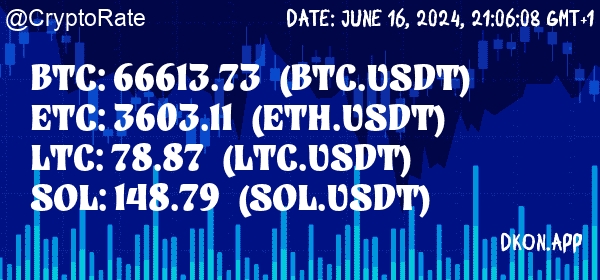 @CryptoRate
DATE: JUNE 16, 2024, 21:06:08 GMT+1
BTC: 66613.73 (BTC.USDT)
ETC: 3603.11 (ETH.USDT)
LTC: 78.87 (LTC.USDT)
SOL: 148.79 (SOL.USDT)
DKON.APP